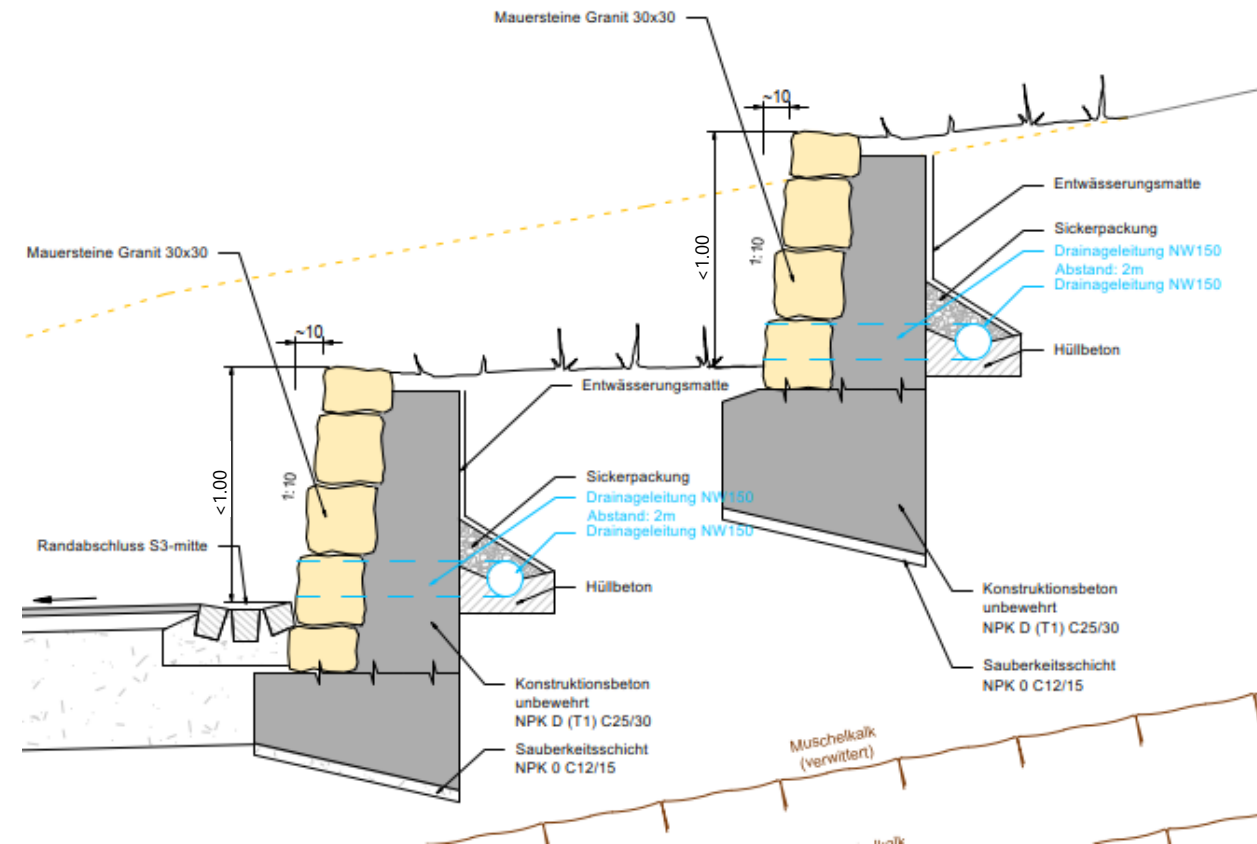 Mauersteine Granit 30x30
~10
<1.00
1:10
Entwässerungsmatte
Sickerpackung
Drainageleitung NW150
Abstand: 2m
Drainageleitung NW150
Hüllbeton
Konstruktionsbeton
unbewehrt
NPK D (T1) C25/30
Sauberkeitsschicht
NPK 0 C12/15
Mauersteine Granit 30x30
~10
<1.00
1:10
Randabschluss S3-mitte
Entwässerungsmatte
Sickerpackung
Drainageleitung NW150
Abstand: 2m
Drainageleitung NW150
Hüllbeton
Konstruktionsbeton
unbewehrt
NPK D (T1) C25/30
Sauberkeitsschicht
NPK 0 C12/15
Muschelkalk
(verwittert)